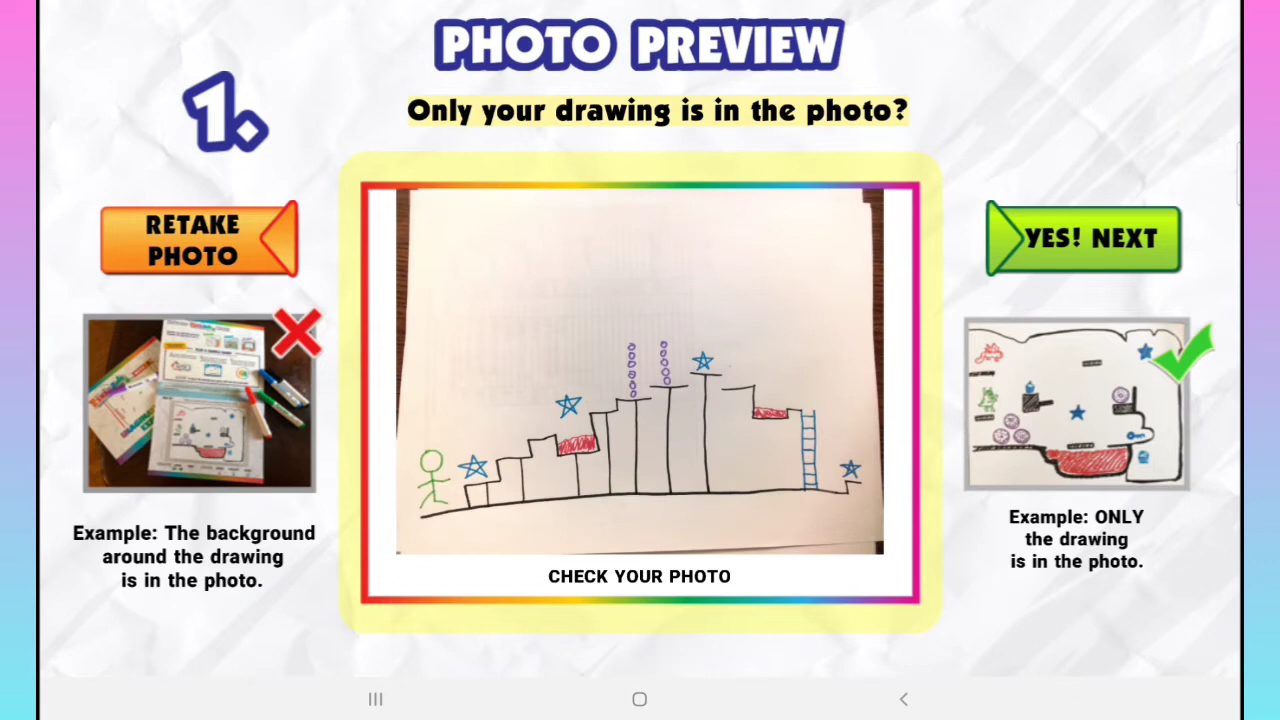 PHOTO PREVIEW
1.
Only your drawing is in the photo?
RETAKE
PHOTO
YES! NEXT
Example: The background
around the drawing
is in the photo.
CHECK YOUR PHOTO
Example: ONLY
the drawing
is in the photo.